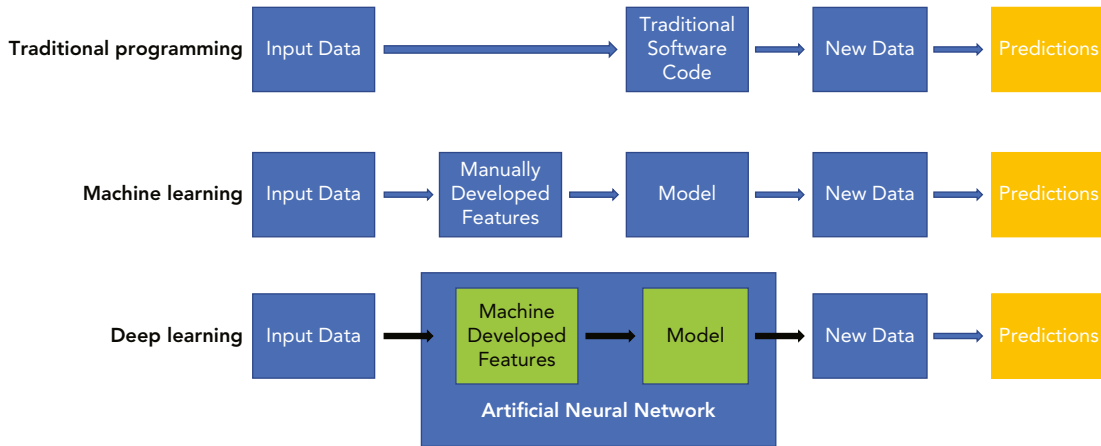 Traditional programming
Input Data
Traditional
Software
Code
New Data
Predictions
Machine learning
Input Data
Manually
Developed
Features
Model
New Data
Predictions
Deep learning
Input Data
Machine
Developed
Features
Model
New Data
Predictions
Artificial Neural Network